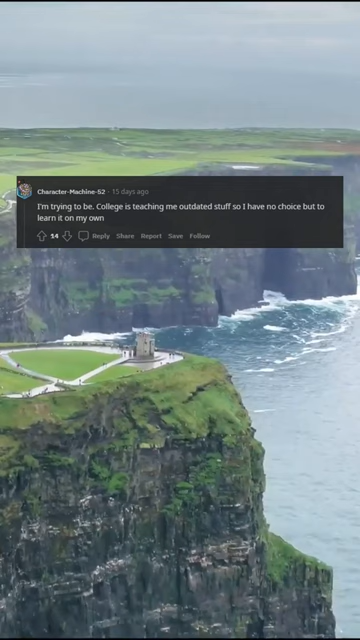 Character-Machine-52 · 15 days ago
I'm trying to be. College is teaching me outdated stuff so I have no choice but to
learn it on my own
14 Reply Share Report Save Follow